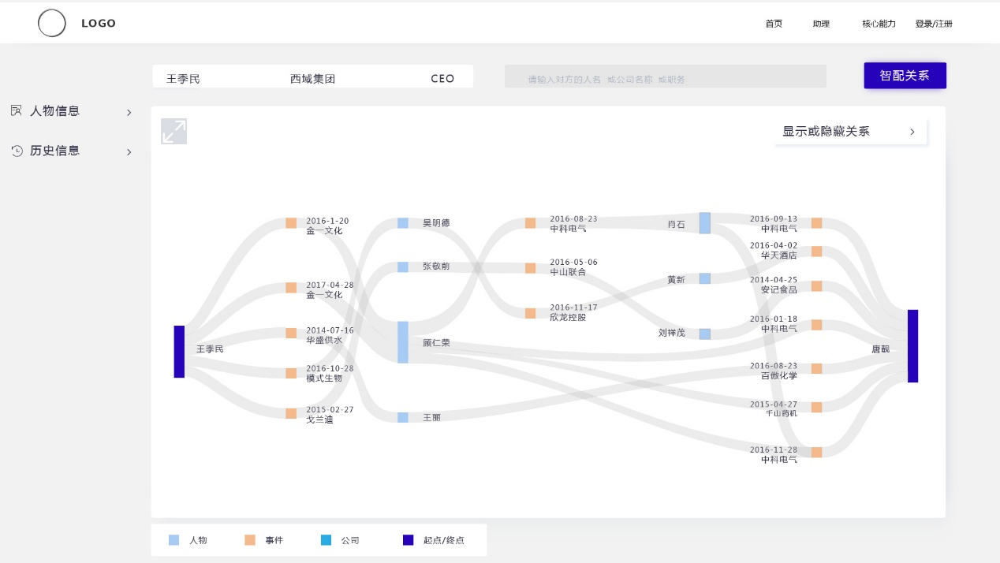 LOGO
首页
助理
核心能力
登录/注册
王季民
西域集团
CEO
请输入对方的人名 或公司名称 或职务
智配关系
人物信息
历史信息
显示或隐藏关系
2016-1-20
金一文化
2017-04-28
金一文化
王季民
2014-07-16
华盛供水
2016-10-28
模式生物
2015-02-27
戈兰迪
吴明德
张敬前
顾仁荣
王丽
2016-08-23
中科电气
2016-05-06
中山联合
2016-11-17
欣龙控股
肖石
黄新
刘祥茂
2016-09-13
中科电气
2016-04-02
华天酒店
2014-04-25
安记食品
2016-01-18
中科电气
2016-08-23
百傲化学
2015-04-27
千山药机
2016-11-28
中科电气
唐靓
人物
事件
公司
起点/终点